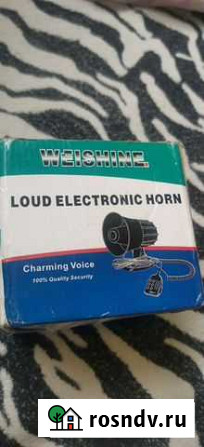 WEISHINE
LOUD ELECTRONIC HORN
Charming Voice
100% Quality Security
rosndv.ru